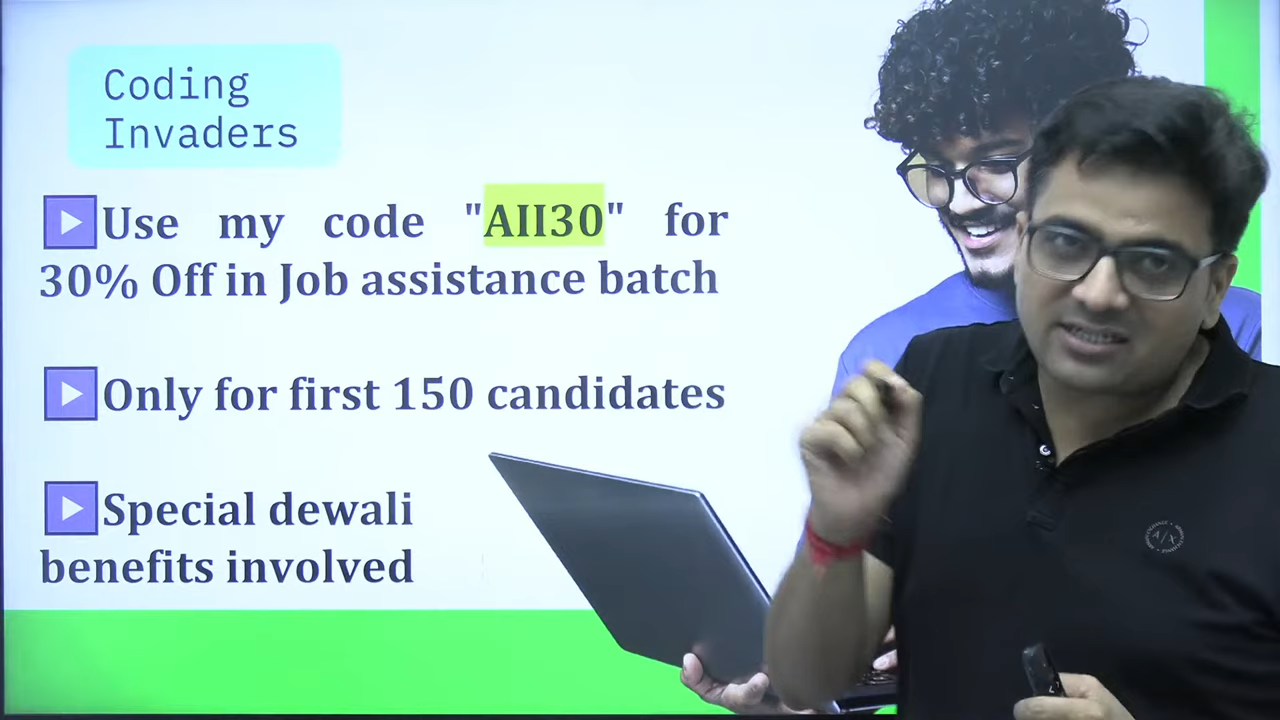 Coding
Invaders
Use my code "AII30" for
30% Off in Job assistance batch
Only for first 150 candidates
Special dewali
benefits involved
A/X